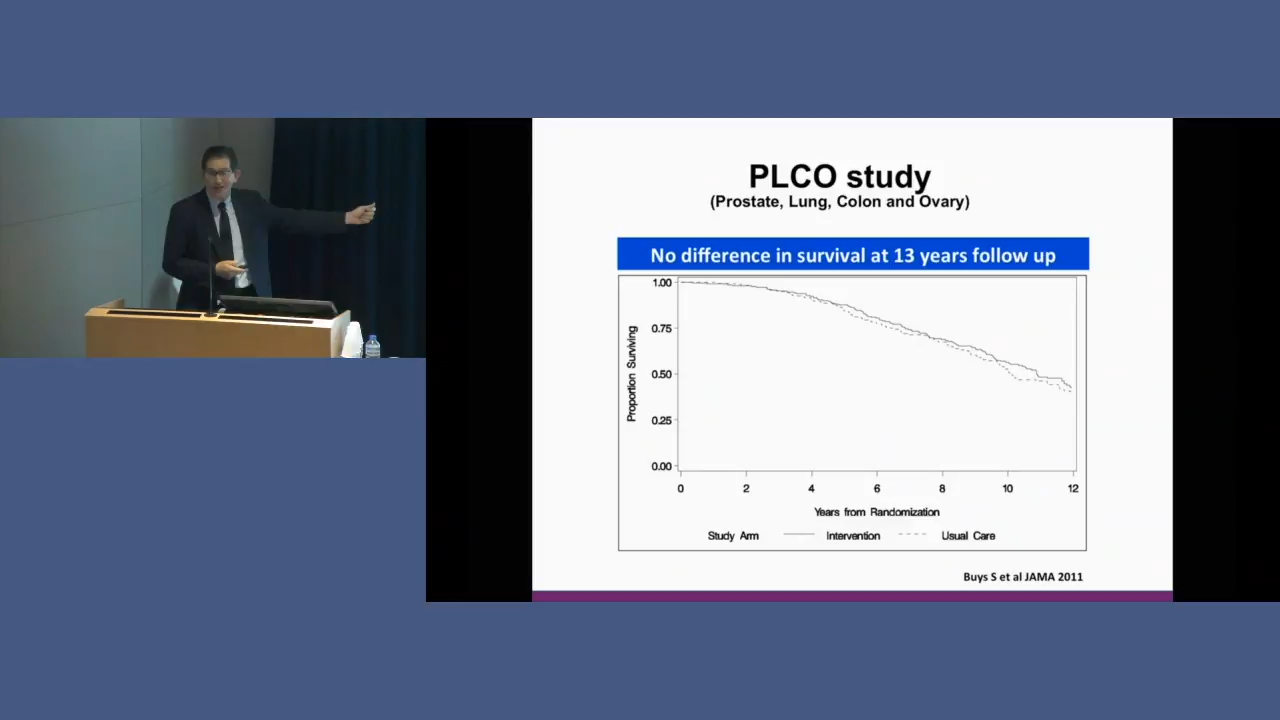 PLCO study
(Prostate, Lung, Colon and Ovary)
No difference in survival at 13 years follow up
1.00
0.75
0.50
0.25
0.00
Proportion Surviving
0 2 4 6 8 10 12
Years from Randomization
Study Arm Intervention Usual Care
Buys S et al JAMA 2011